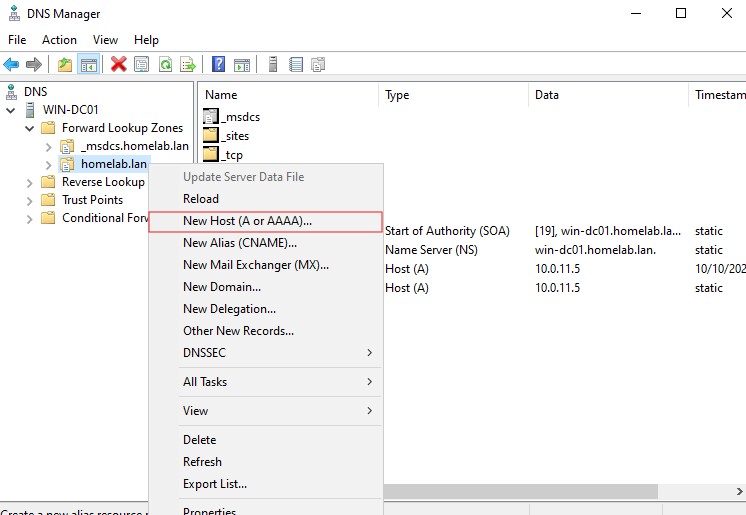 DNS Manager
File Action View Help
DNS
WIN-DC01
Forward Lookup Zones
_msdcs.homelab.lan
homelab.lan
Reverse Lookup
Trust Points
Conditional Forw
Name Type Data Timestam
_msdcs
_sites
_tcp
Start of Authority (SOA) [19], win-dc01.homelab.la... static
Name Server (NS) win-dc01.homelab.lan. static
Host (A) 10.0.11.5 10/10/202
Host (A) 10.0.11.5 static
Update Server Data File
Reload
New Host (A or AAAA)...
New Alias (CNAME)...
New Mail Exchanger (MX)...
New Domain...
New Delegation...
Other New Records...
DNSSEC
All Tasks
View
Delete
Refresh
Export List...
Properties
Create a new alias resource